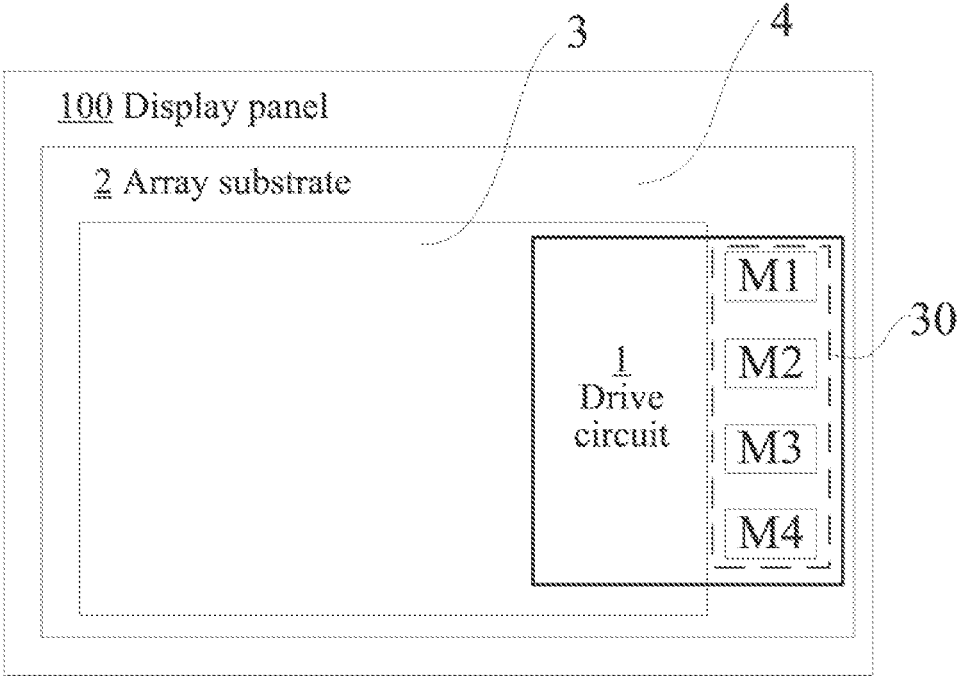 3
4
100 Display panel
2 Array substrate
M1
30
M2
1
Drive
circuit
M3
M4